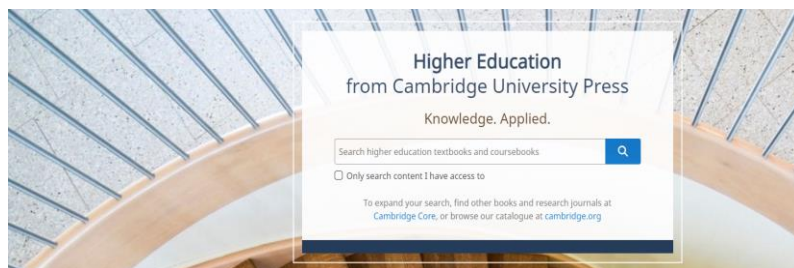 Higher Education
from Cambridge University Press
Knowledge. Applied.
Search higher education textbooks and coursebooks
Only search content I have access to
To expand your search, find other books and research journals at
Cambridge Core, or browse our catalogue at cambridge.org